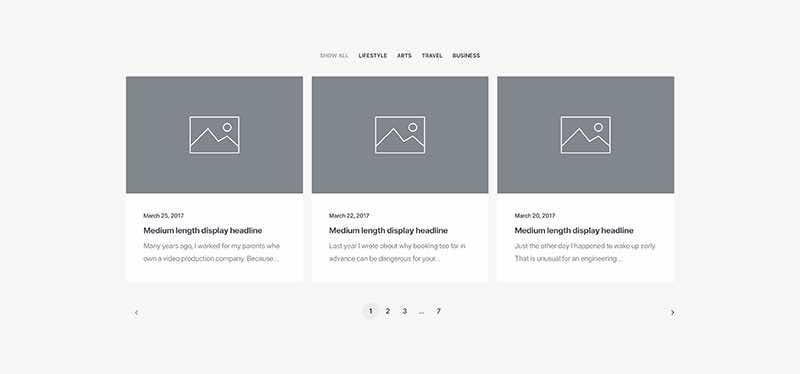 SHOW ALL LIFESTYLE ARTS TRAVEL BUSINESS
March 25, 2017
Medium length display headline
Many years ago, I worked for my parents who
own a video production company. Because...
March 22, 2017
Medium length display headline
Last year I wrote about why booking too far in
advance can be dangerous for your...
March 20, 2017
Medium length display headline
Just the other day I happened to wake up early.
That is unusual for an engineering...
‹ 1 2 3 ... 7 ›